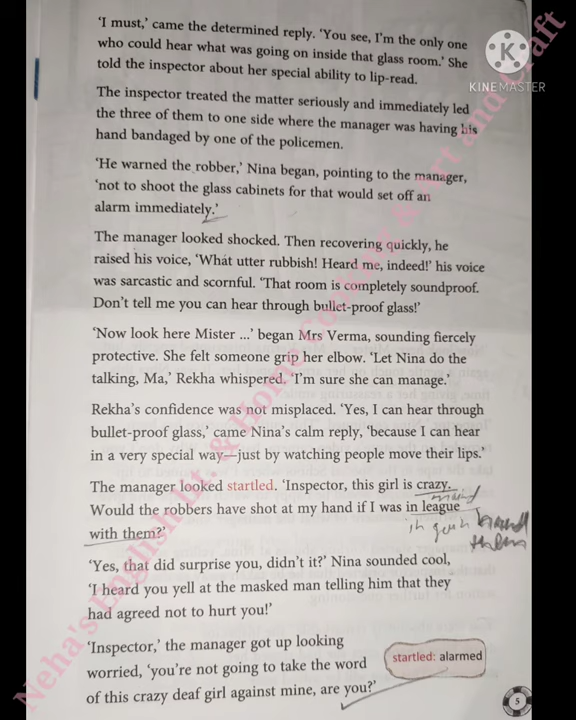 'I must,' came the determined reply. 'You see, I'm the only one
who could hear what was going on inside that glass room.' She
told the inspector about her special ability to lip-read.
K
KINEMASTER
The inspector treated the matter seriously and immediately led
the three of them to one side where the manager was having his
hand bandaged by one of the policemen.
'He warned the robber,' Nina began, pointing to the manager,
'not to shoot the glass cabinets for that would set off an
alarm immediately.'
The manager looked shocked. Then recovering quickly, he
raised his voice, 'What utter rubbish! Heard me, indeed!' his voice
was sarcastic and scornful. 'That room is completely soundproof.
Don't tell me you can hear through bullet-proof glass!'
'Now look here Mister ...' began Mrs Verma, sounding fiercely
protective. She felt someone grip her elbow. 'Let Nina do the
talking, Ma,' Rekha whispered. 'I'm sure she can manage.'
Rekha's confidence was not misplaced. 'Yes, I can hear through
bullet-proof glass,' came Nina's calm reply, 'because I can hear
in a very special way—just by watching people move their lips.'
The manager looked startled. 'Inspector, this girl is crazy.
Would the robbers have shot at my hand if I was in league
with them?'
'Yes, that did surprise you, didn't it?' Nina sounded cool,
'I heard you yell at the masked man telling him that they
had agreed not to hurt you!'
'Inspector,' the manager got up looking
worried, 'you're not going to take the word
of this crazy deaf girl against mine, are you?'
startled: alarmed
5
Neha's English Lit. & Home
Art and Craft